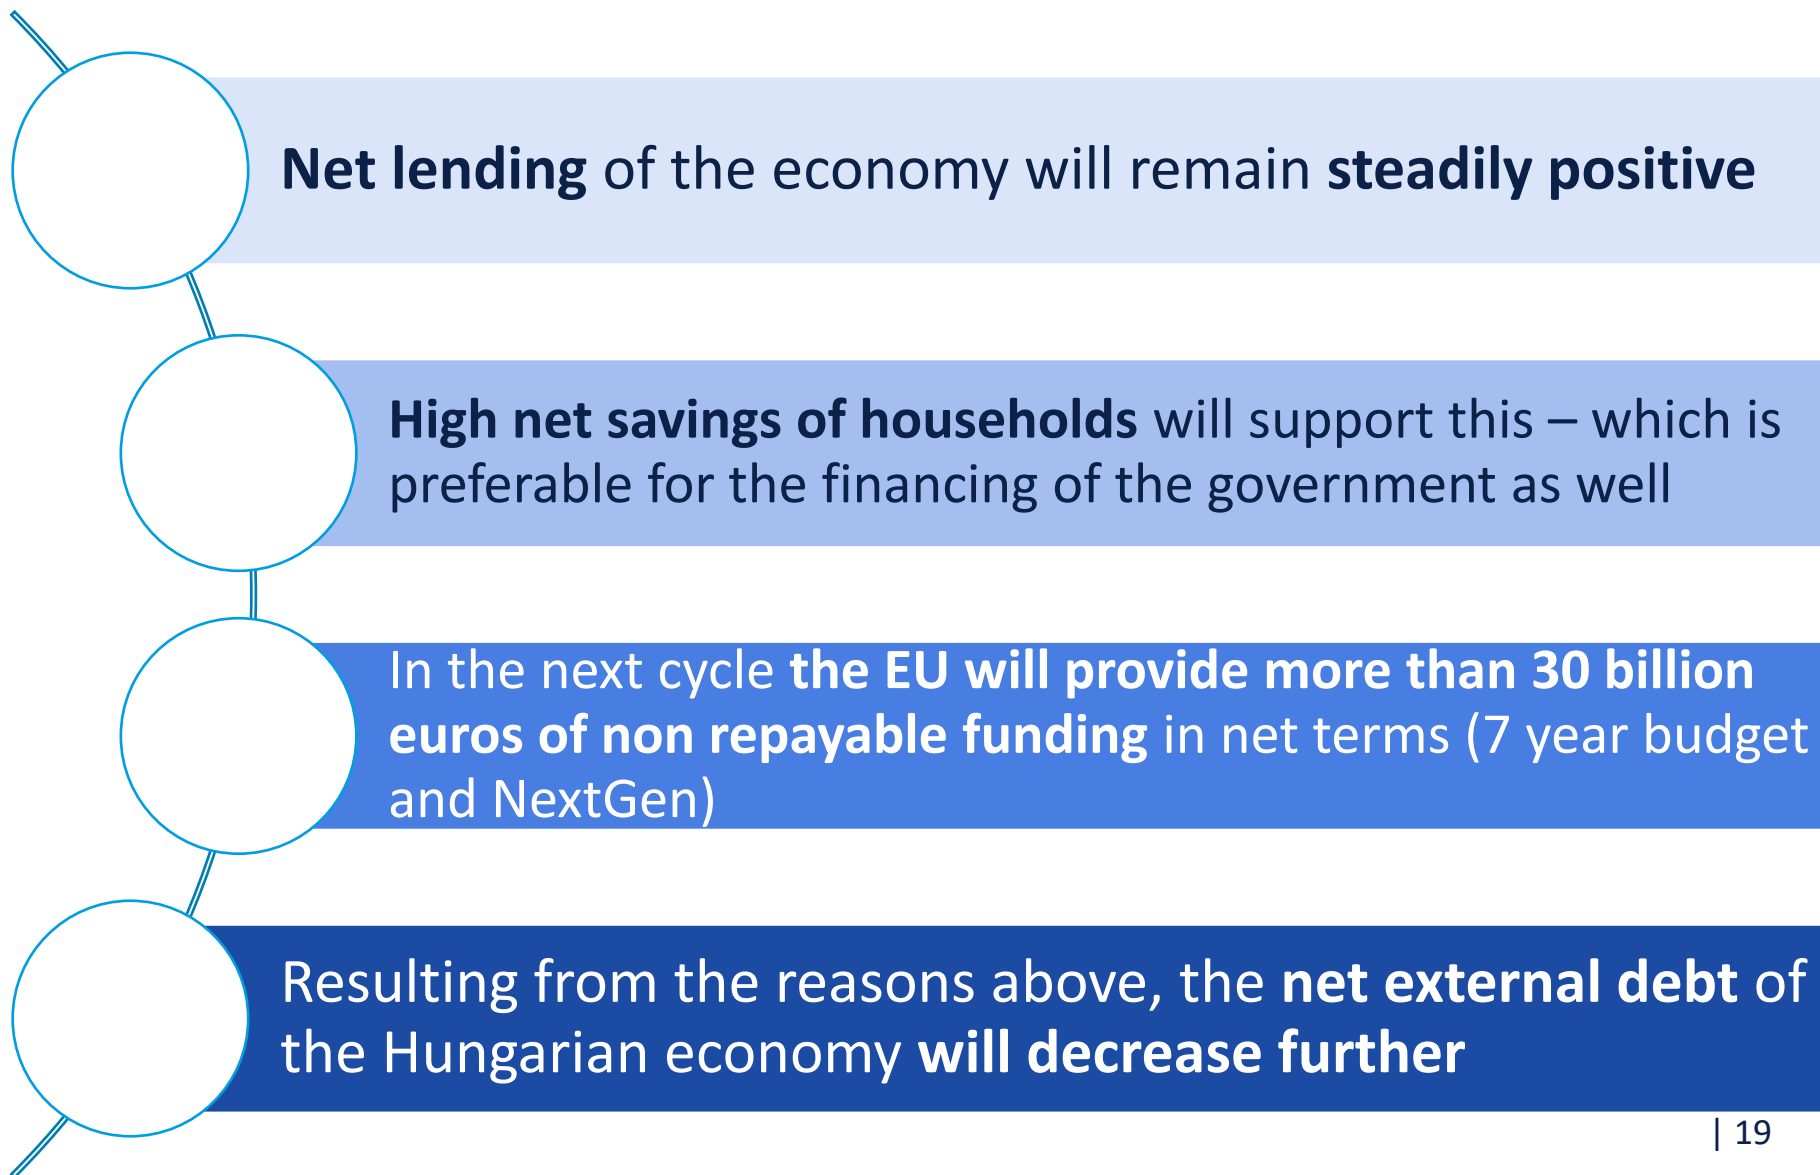 Net lending of the economy will remain steadily positive
High net savings of households will support this – which is
preferable for the financing of the government as well
In the next cycle the EU will provide more than 30 billion
euros of non repayable funding in net terms (7 year budget
and NextGen)
Resulting from the reasons above, the net external debt of
the Hungarian economy will decrease further
| 19